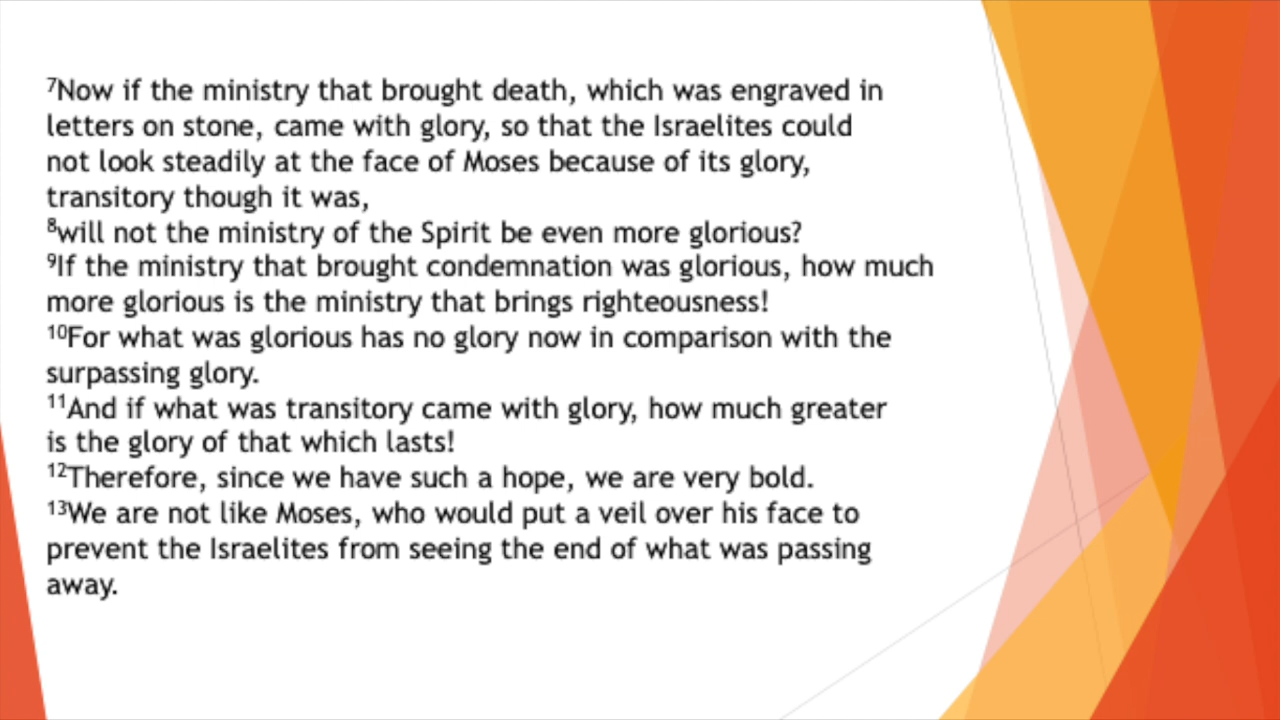 ⁷Now if the ministry that brought death, which was engraved in
letters on stone, came with glory, so that the Israelites could
not look steadily at the face of Moses because of its glory,
transitory though it was,
⁸will not the ministry of the Spirit be even more glorious?
⁹If the ministry that brought condemnation was glorious, how much
more glorious is the ministry that brings righteousness!
¹⁰For what was glorious has no glory now in comparison with the
surpassing glory.
¹¹And if what was transitory came with glory, how much greater
is the glory of that which lasts!
¹²Therefore, since we have such a hope, we are very bold.
¹³We are not like Moses, who would put a veil over his face to
prevent the Israelites from seeing the end of what was passing
away.